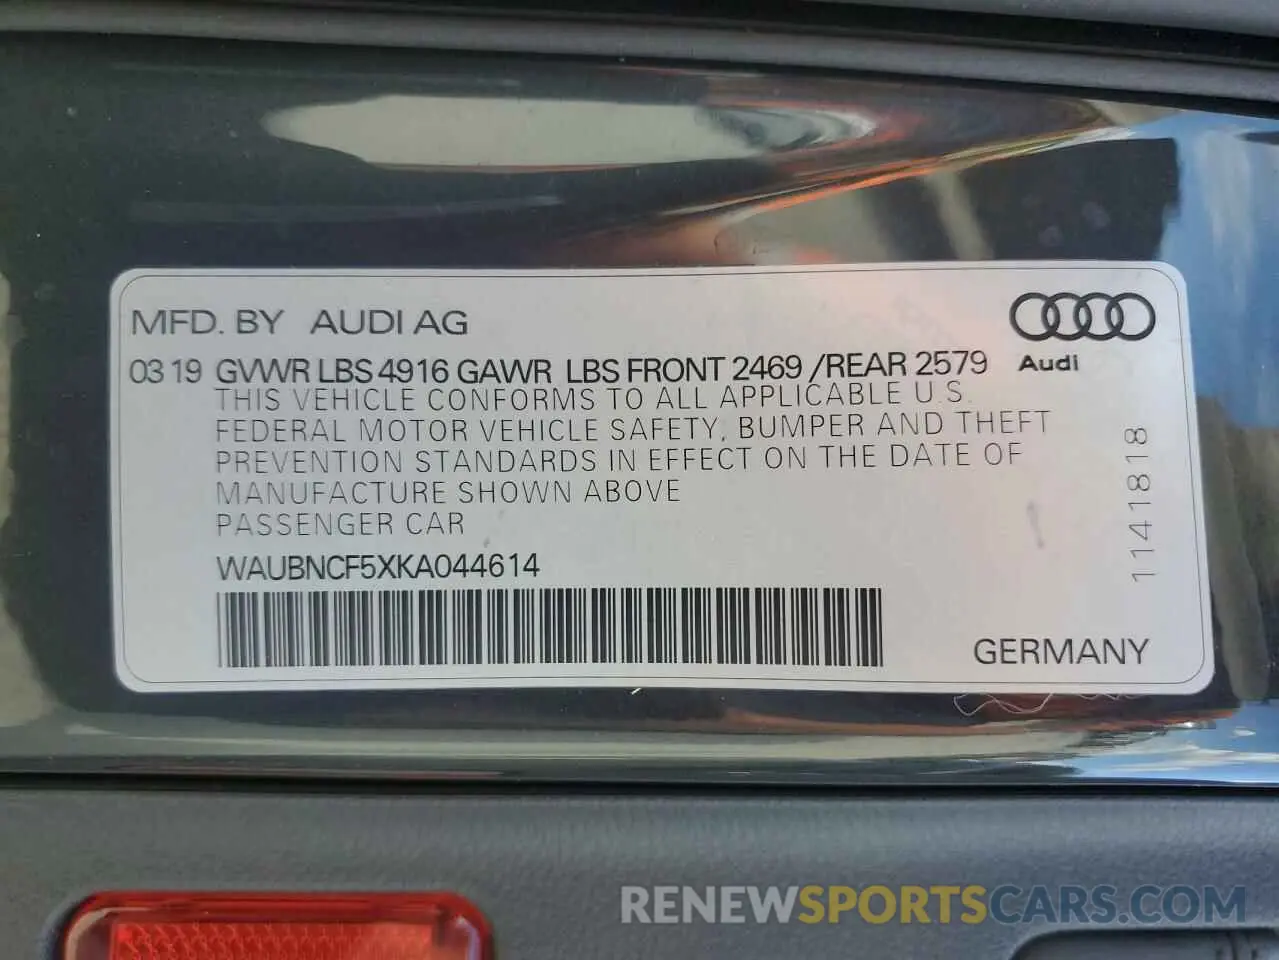 MFD. BY AUDI AG
03 19 GVWR LBS 4916 GAWR LBS FRONT 2469 /REAR 2579
Audi
THIS VEHICLE CONFORMS TO ALL APPLICABLE U.S.
FEDERAL MOTOR VEHICLE SAFETY, BUMPER AND THEFT
PREVENTION STANDARDS IN EFFECT ON THE DATE OF
MANUFACTURE SHOWN ABOVE
PASSENGER CAR
WAUBNCF5XKA044614
1141818
GERMANY
RENEWSPORTSCARS.COM